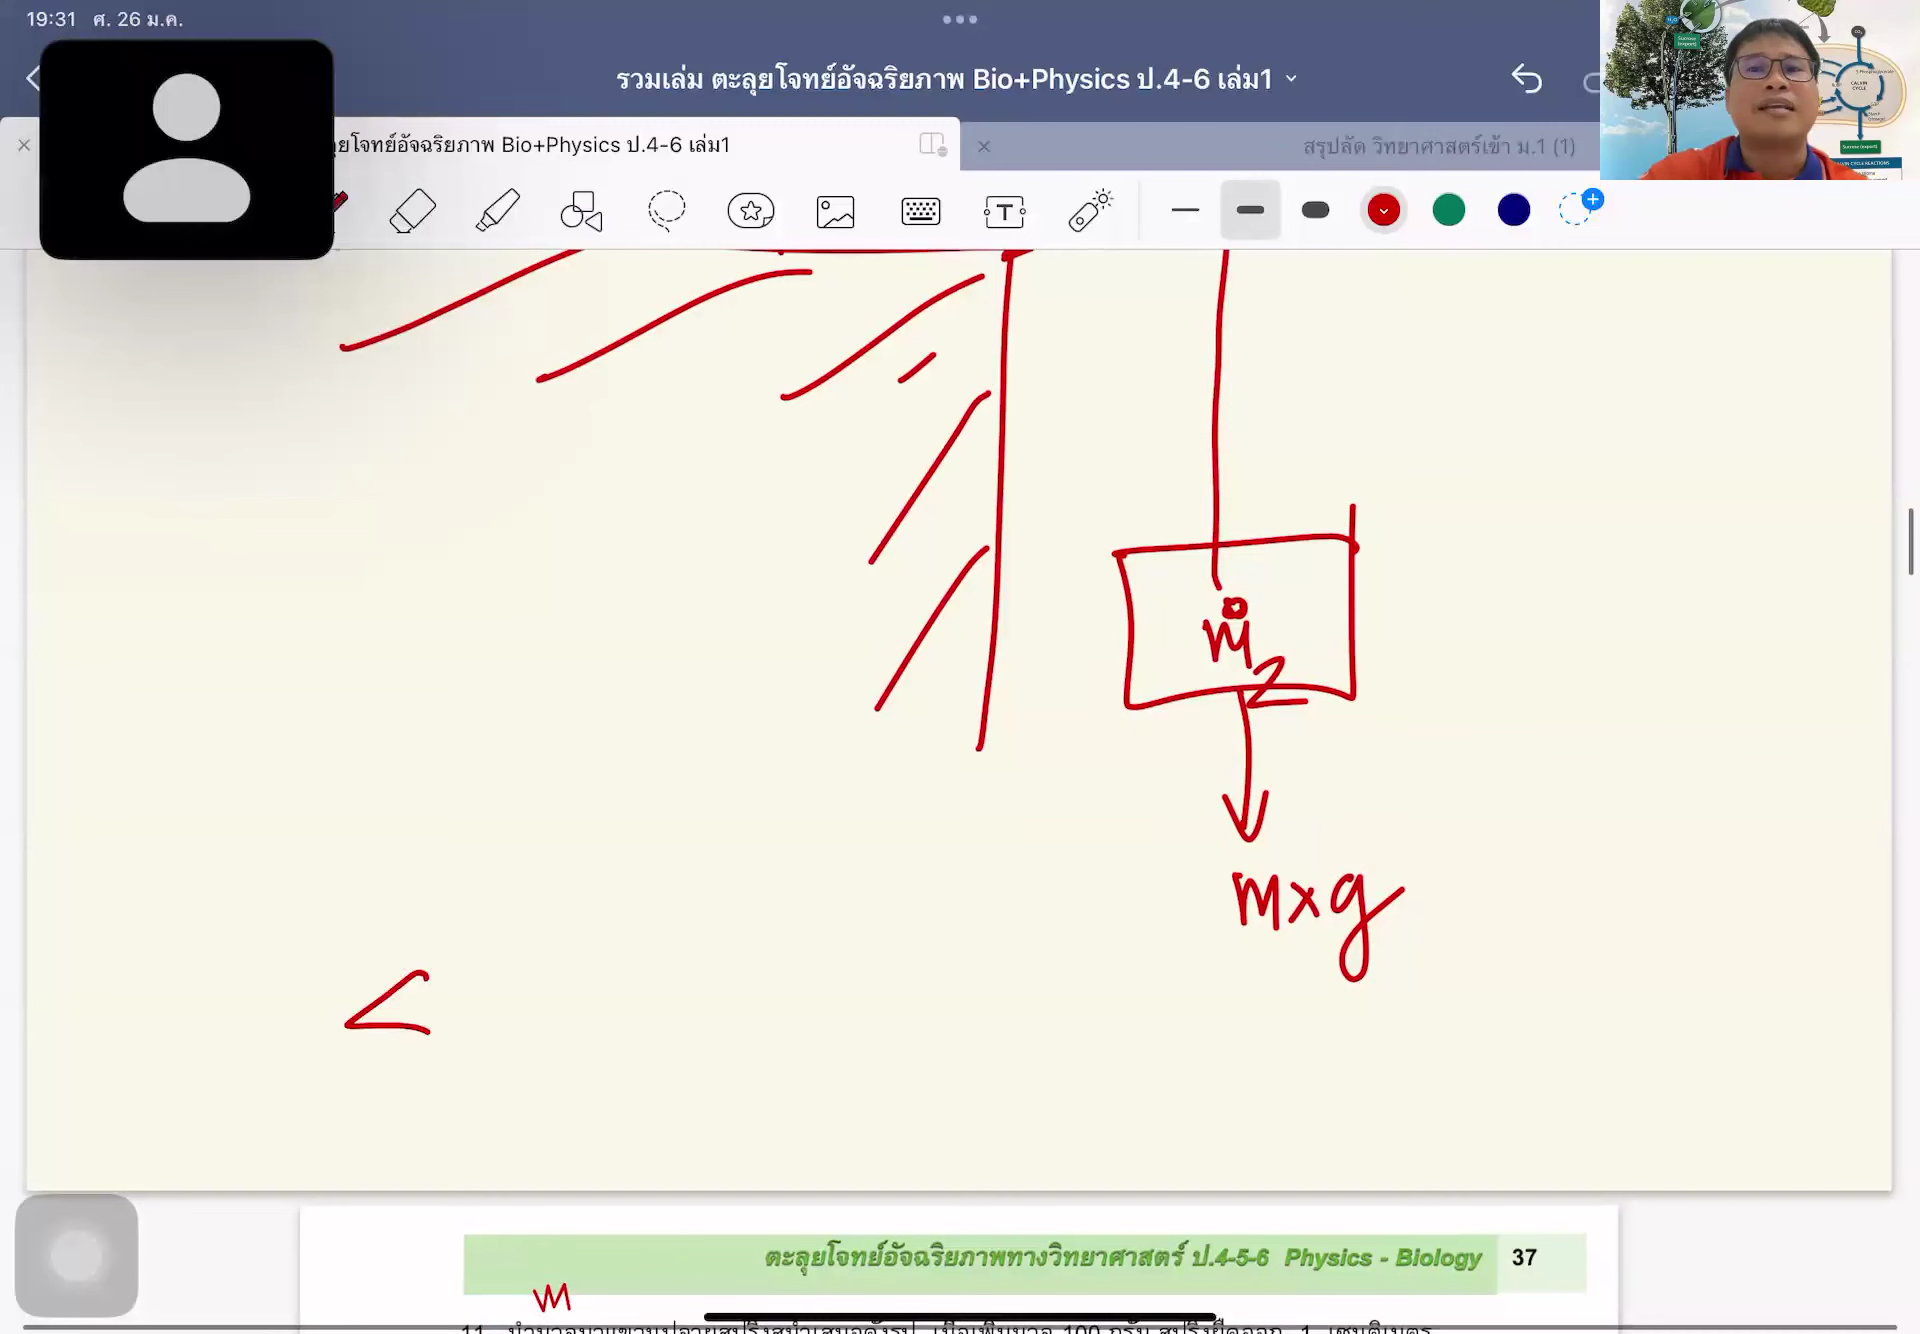 19:31 ศ. 26 ม.ค.
รวมเล่ม ตะลุยโจทย์อัจฉริยภาพ Bio+Physics ป.4-6 เล่ม1
ยโจทย์อัจฉริยภาพ Bio+Physics ป.4-6 เล่ม1
สรุปลัด วิทยาศาสตร์เข้า ม.1 (1)
m
2
m×g
ตะลุยโจทย์อัจฉริยภาพทางวิทยาศาสตร์ ป.4-5-6 Physics - Biology 37
m
CALVIN CYCLE
Sucrose (export)